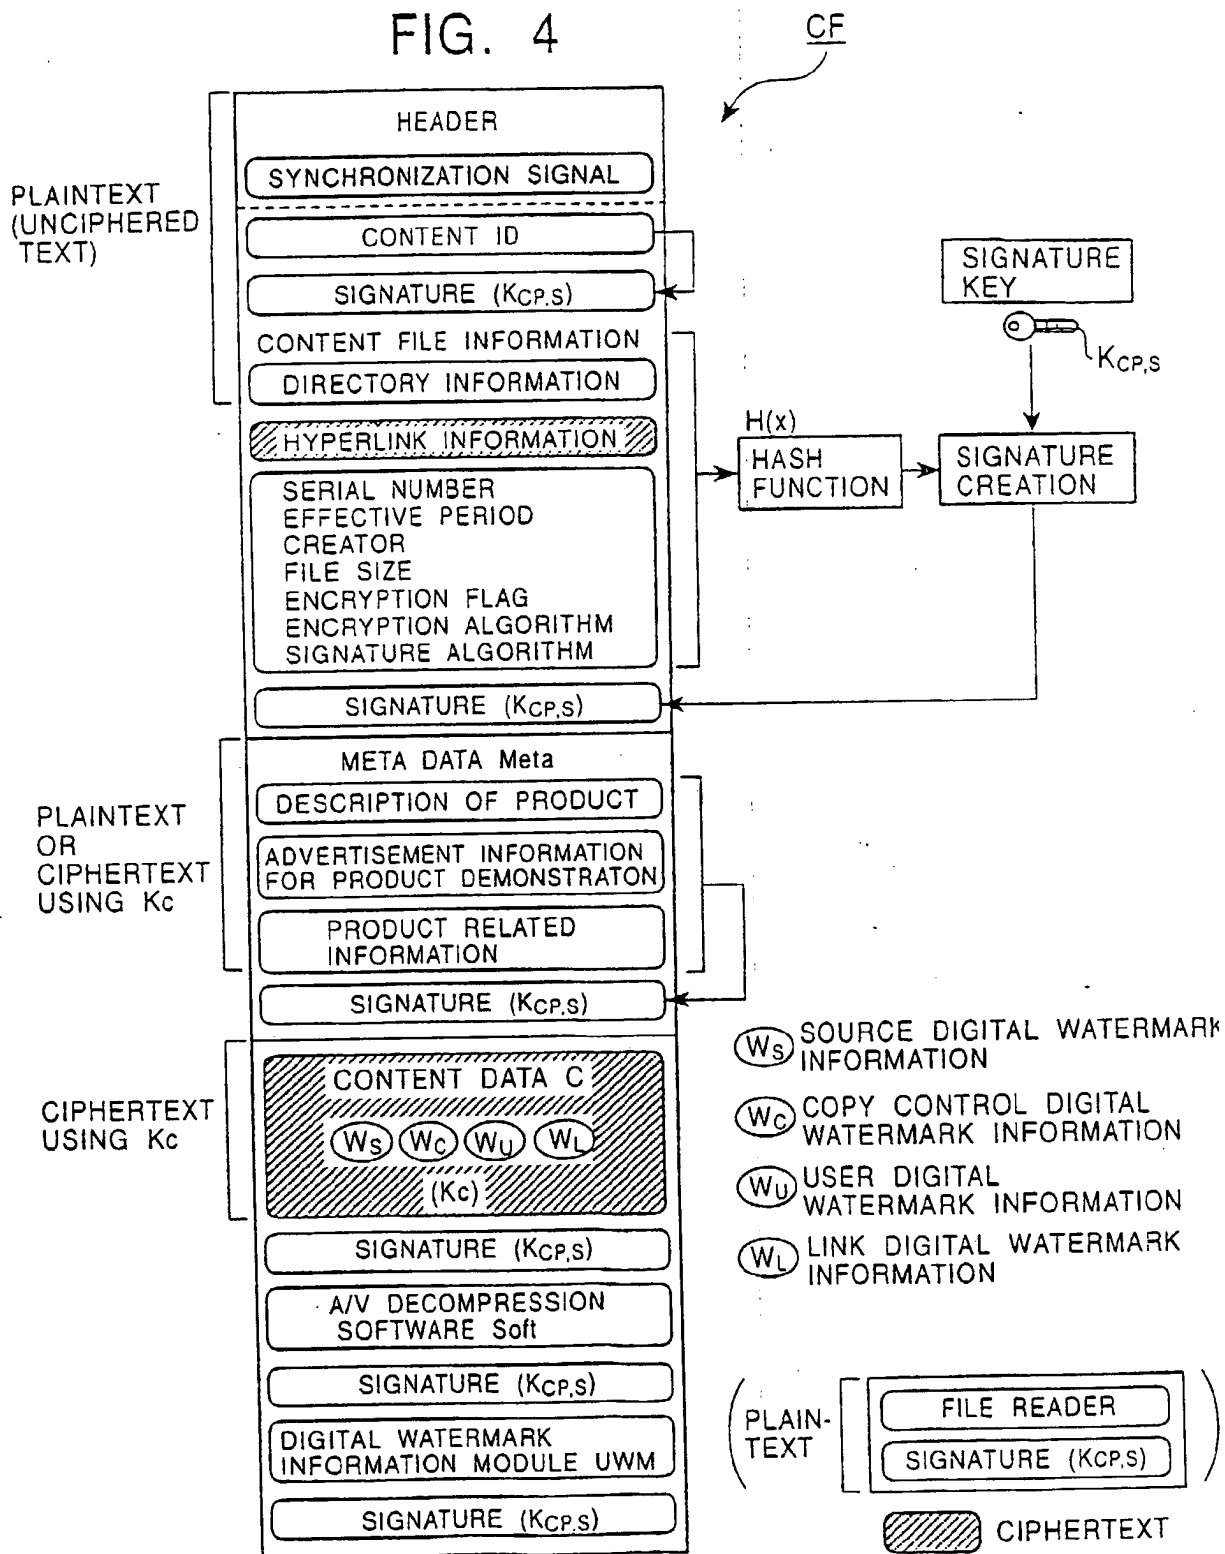 FIG. 4
CF
HEADER
SYNCHRONIZATION SIGNAL
PLAINTEXT
(UNCIPHERED
TEXT)
CONTENT ID
SIGNATURE (KCP,S)
CONTENT FILE INFORMATION
DIRECTORY INFORMATION
HYPERLINK INFORMATION
SERIAL NUMBER
EFFECTIVE PERIOD
CREATOR
FILE SIZE
ENCRYPTION FLAG
ENCRYPTION ALGORITHM
SIGNATURE ALGORITHM
SIGNATURE (KCP,S)
SIGNATURE
KEY
KCP,S
H(x)
HASH
FUNCTION
SIGNATURE
CREATION
META DATA Meta
DESCRIPTION OF PRODUCT
ADVERTISEMENT INFORMATION
FOR PRODUCT DEMONSTRATON
PRODUCT RELATED
INFORMATION
SIGNATURE (KCP,S)
PLAINTEXT
OR
CIPHERTEXT
USING Kc
CIPHERTEXT
USING Kc
CONTENT DATA C
WS WC WU WL
(Kc)
SIGNATURE (KCP,S)
A/V DECOMPRESSION
SOFTWARE Soft
SIGNATURE (KCP,S)
DIGITAL WATERMARK
INFORMATION MODULE UWM
SIGNATURE (KCP,S)
WS SOURCE DIGITAL WATERMARK
INFORMATION
WC COPY CONTROL DIGITAL
WATERMARK INFORMATION
WU USER DIGITAL
WATERMARK INFORMATION
WL LINK DIGITAL WATERMARK
INFORMATION
PLAIN-
TEXT
FILE READER
SIGNATURE (KCP,S)
CIPHERTEXT